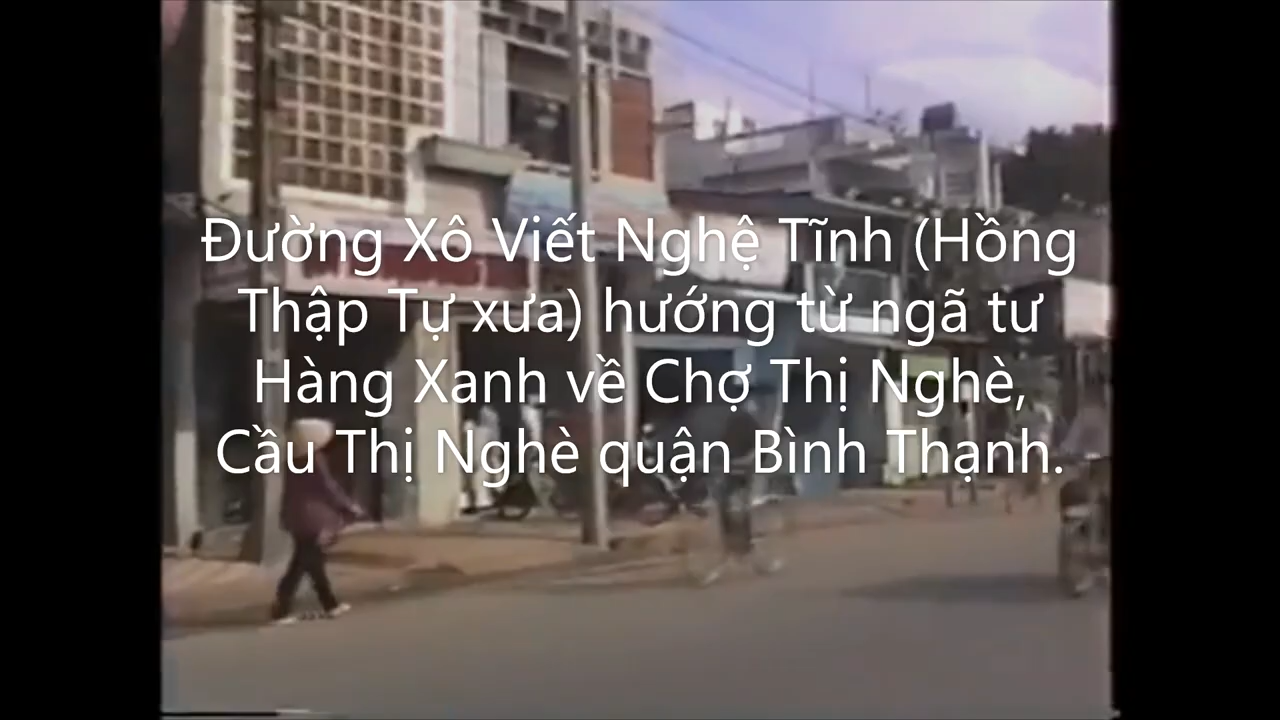 Đường Xô Viết Nghệ Tĩnh (Hồng
Thập Tự xưa) hướng từ ngã tư
Hàng Xanh về Chợ Thị Nghè,
Cầu Thị Nghè quận Bình Thạnh.